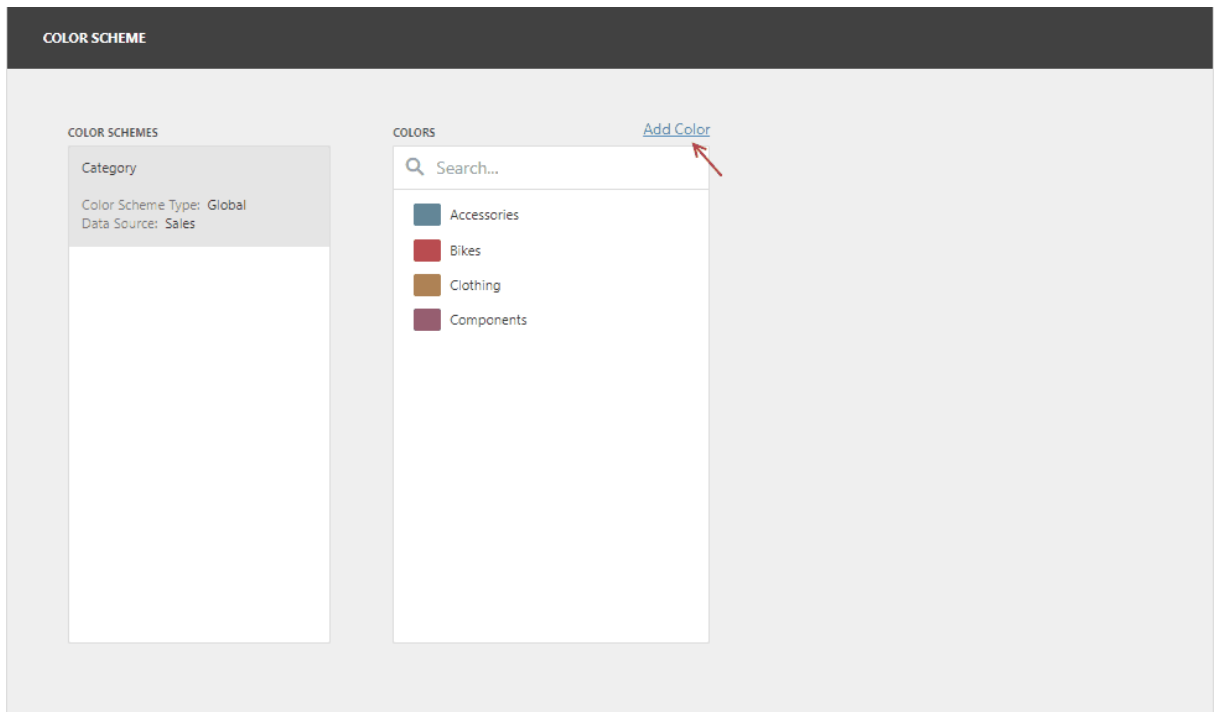 COLOR SCHEME
COLOR SCHEMES
Category
Color Scheme Type: Global
Data Source: Sales
COLORS
Add Color
Search...
Accessories
Bikes
Clothing
Components